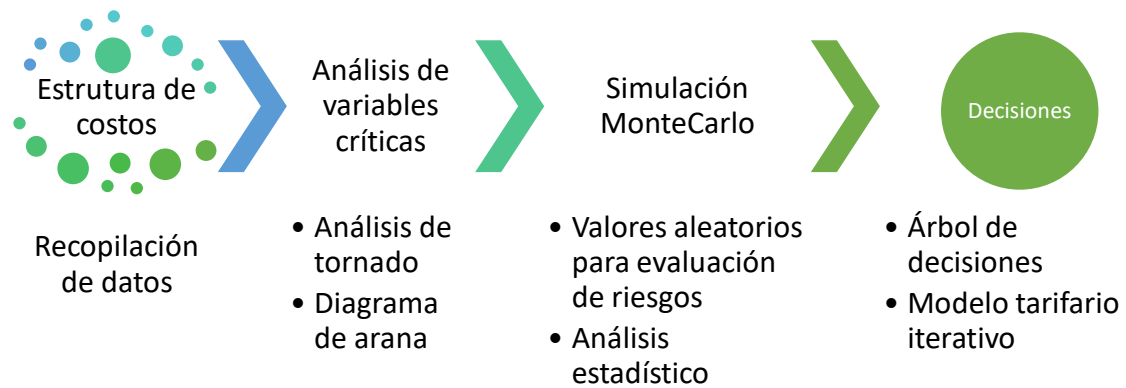 Estrutura de
costos
Recopilación
de datos
Análisis de
variables
críticas
• Análisis de
tornado
• Diagrama
de arana
Simulación
MonteCarlo
• Valores aleatorios
para evaluación
de riesgos
• Análisis
estadístico
Decisiones
• Árbol de
decisiones
• Modelo tarifario
iterativo